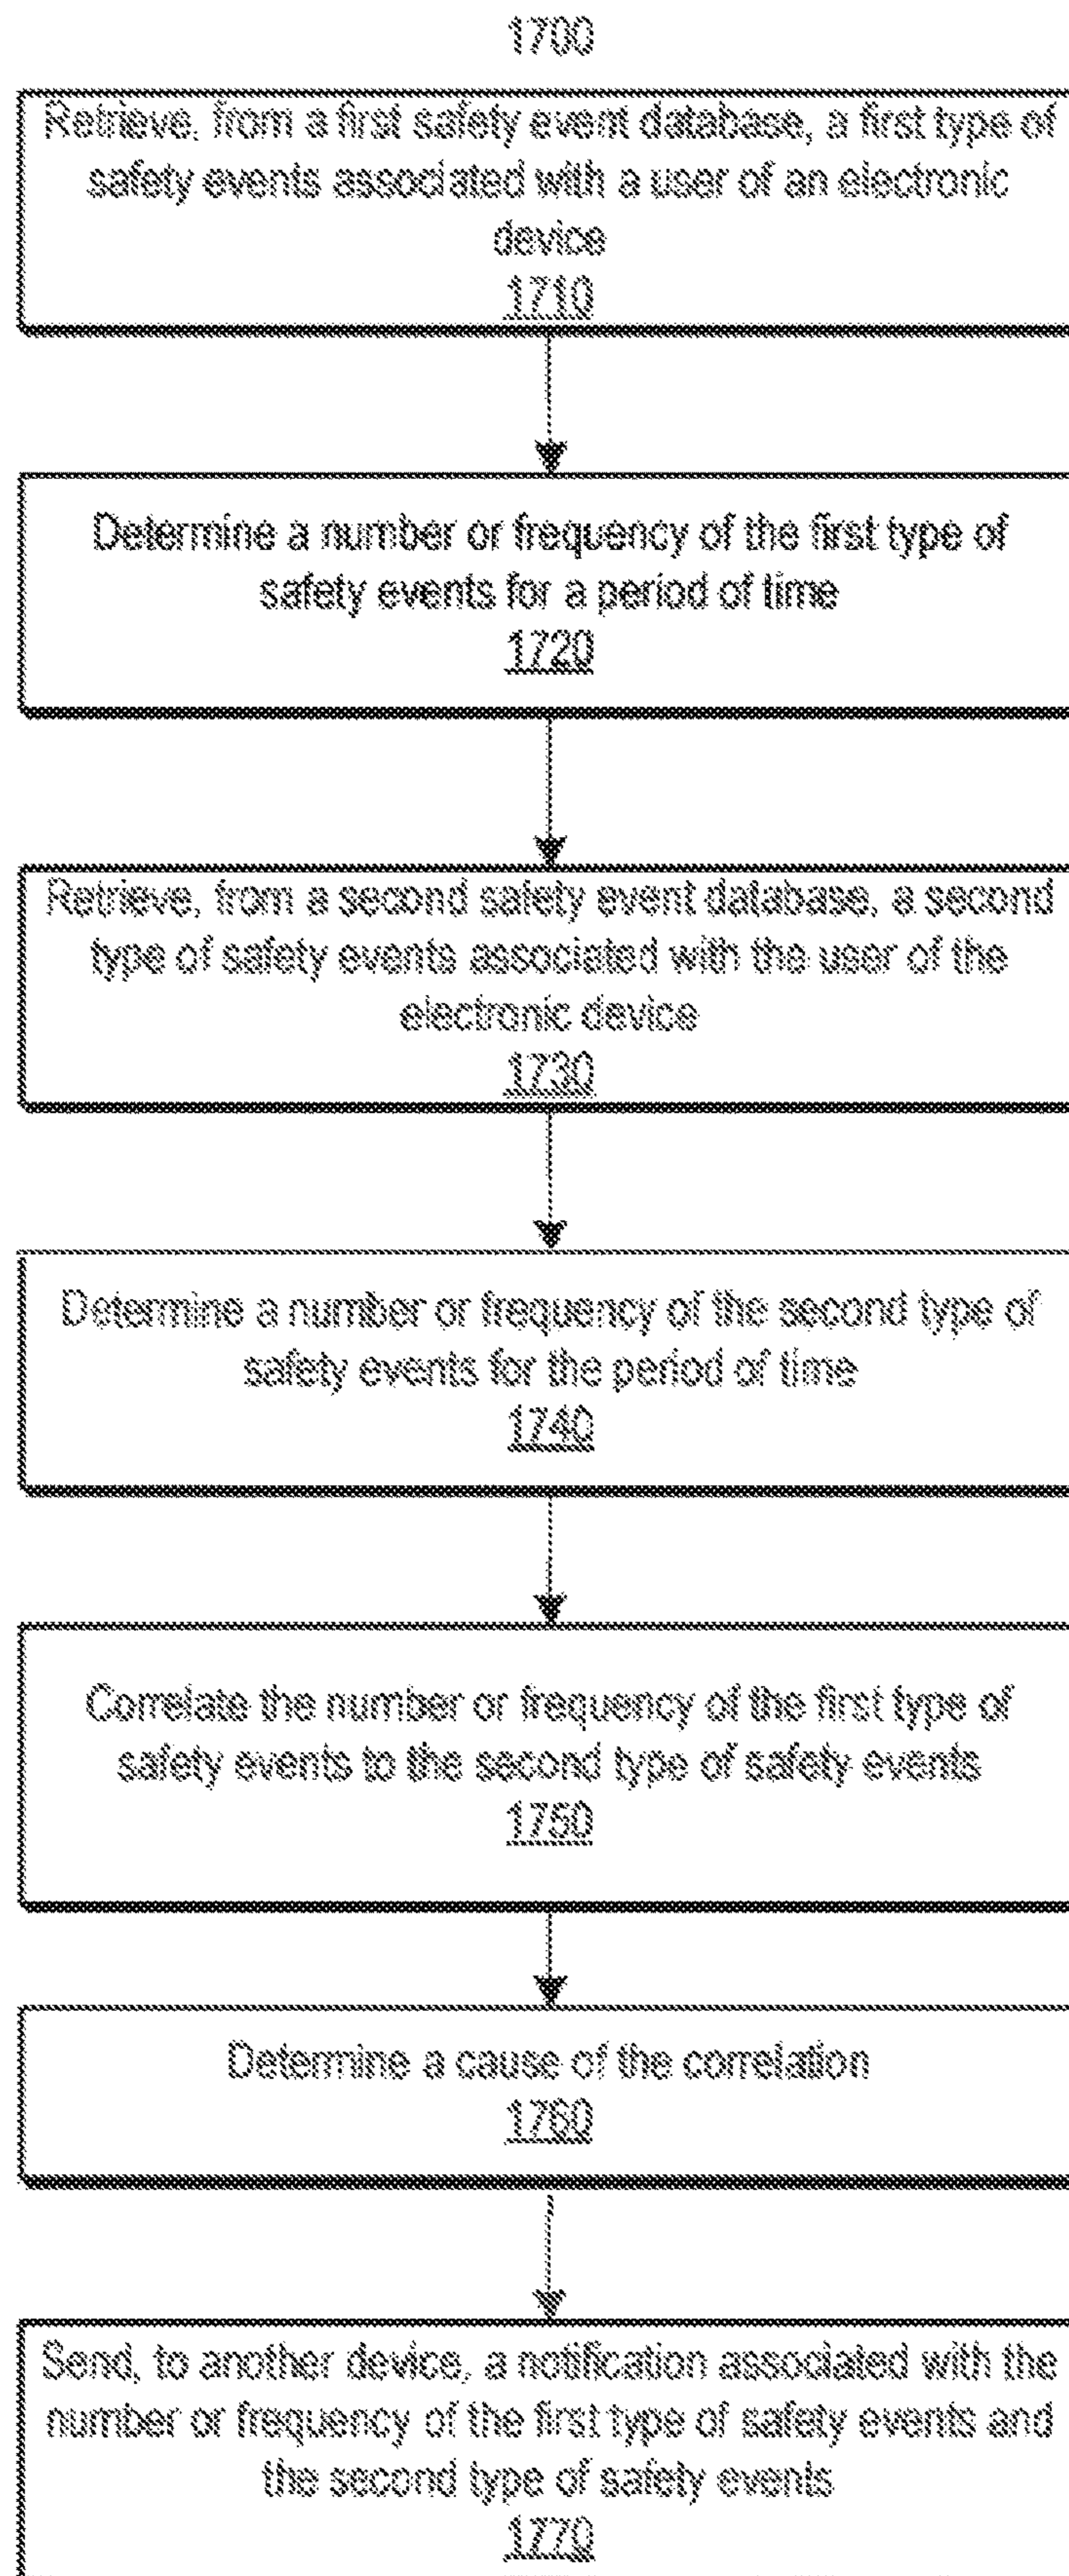 1700
Retrieve, from a first safety event database, a first type of
safety events associated with a user of an electronic
device
1710
Determine a number or frequency of the first type of
safety events for a period of time
1720
Retrieve, from a second safety event database, a second
type of safety events associated with the user of the
electronic device
1730
Determine a number or frequency of the second type of
safety events for the period of time
1740
Correlate the number or frequency of the first type of
safety events to the second type of safety events
1750
Determine a cause of the correlation
1760
Send, to another device, a notification associated with the
number or frequency of the first type of safety events and
the second type of safety events
1770